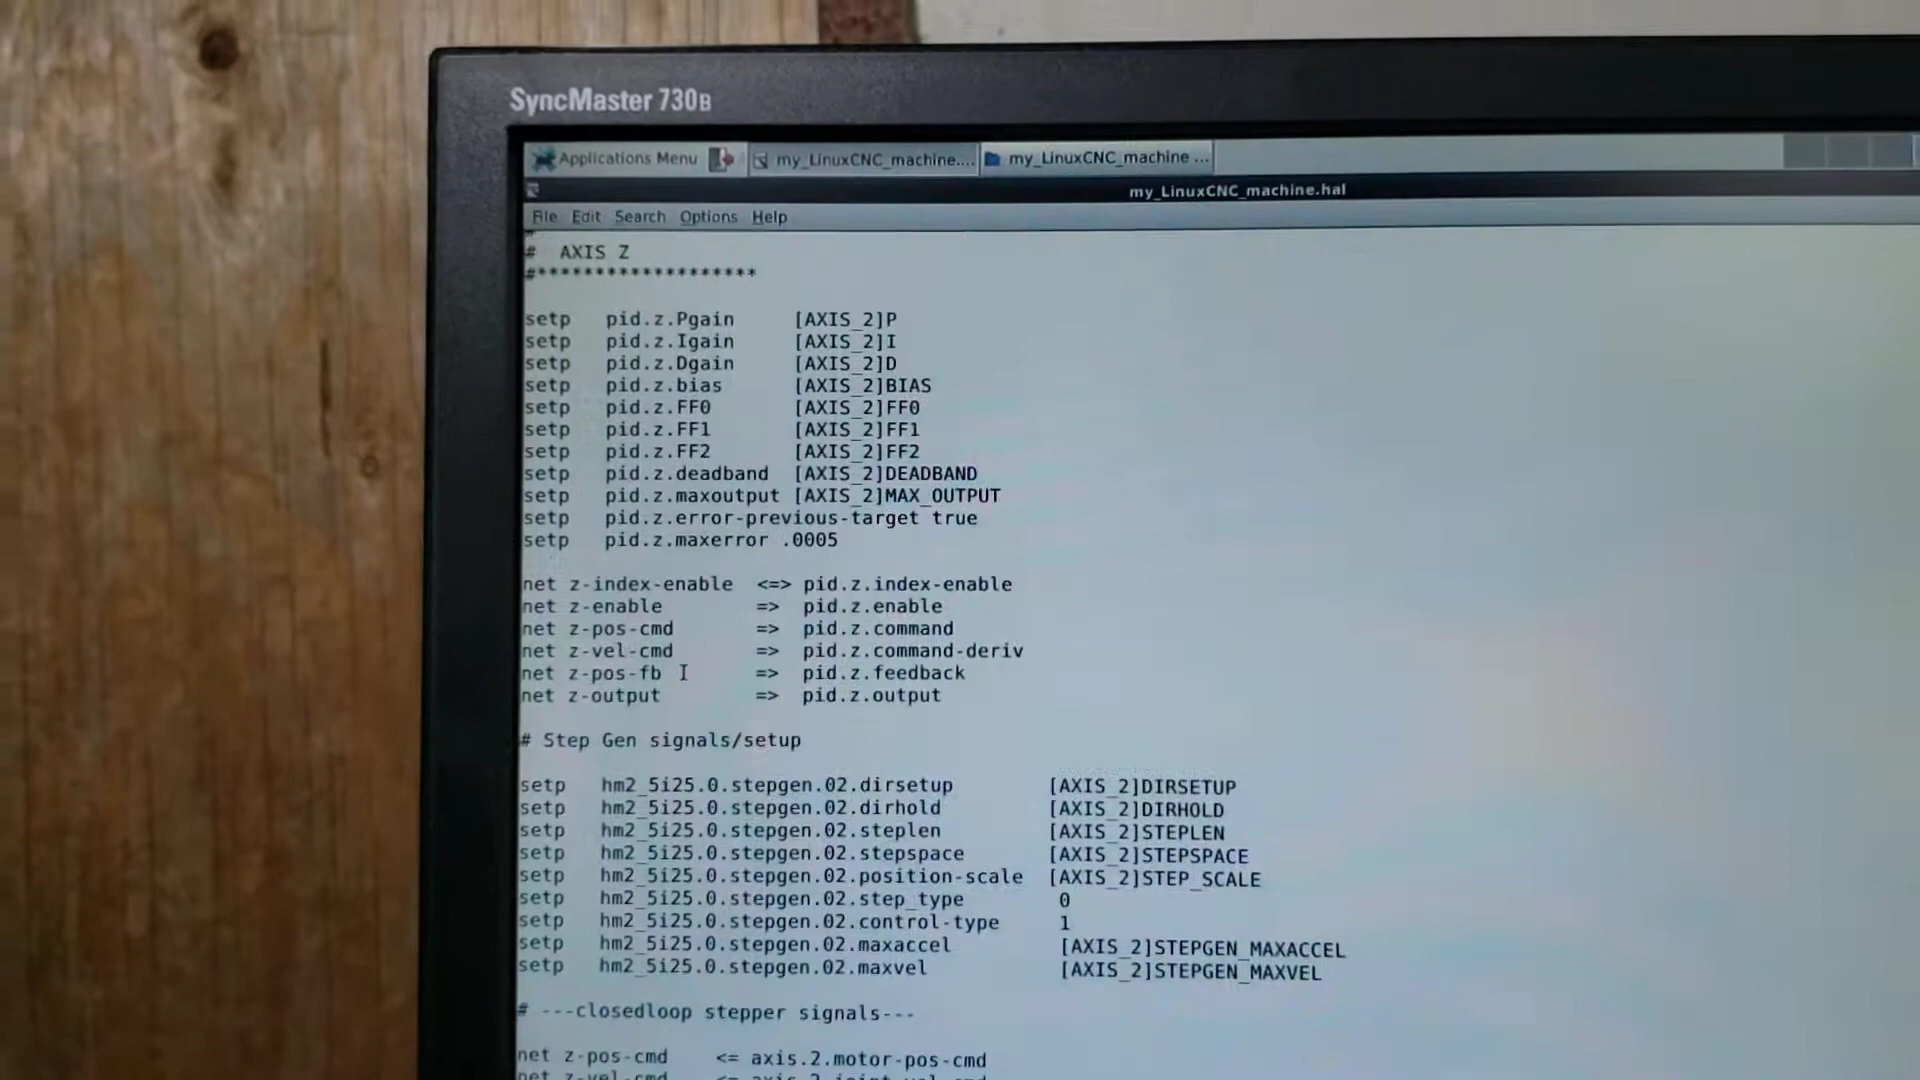 SyncMaster 730B
Applications Menu my_LinuxCNC_machine.... my_LinuxCNC_machine ...
my_LinuxCNC_machine.hal
File Edit Search Options Help
# AXIS Z
#*******************
setp pid.z.Pgain [AXIS_2]P
setp pid.z.Igain [AXIS_2]I
setp pid.z.Dgain [AXIS_2]D
setp pid.z.bias [AXIS_2]BIAS
setp pid.z.FF0 [AXIS_2]FF0
setp pid.z.FF1 [AXIS_2]FF1
setp pid.z.FF2 [AXIS_2]FF2
setp pid.z.deadband [AXIS_2]DEADBAND
setp pid.z.maxoutput [AXIS_2]MAX_OUTPUT
setp pid.z.error-previous-target true
setp pid.z.maxerror .0005
net z-index-enable <=> pid.z.index-enable
net z-enable => pid.z.enable
net z-pos-cmd => pid.z.command
net z-vel-cmd => pid.z.command-deriv
net z-pos-fb => pid.z.feedback
net z-output => pid.z.output
# Step Gen signals/setup
setp hm2_5i25.0.stepgen.02.dirsetup [AXIS_2]DIRSETUP
setp hm2_5i25.0.stepgen.02.dirhold [AXIS_2]DIRHOLD
setp hm2_5i25.0.stepgen.02.steplen [AXIS_2]STEPLEN
setp hm2_5i25.0.stepgen.02.stepspace [AXIS_2]STEPSPACE
setp hm2_5i25.0.stepgen.02.position-scale [AXIS_2]STEP_SCALE
setp hm2_5i25.0.stepgen.02.step_type 0
setp hm2_5i25.0.stepgen.02.control-type 1
setp hm2_5i25.0.stepgen.02.maxaccel [AXIS_2]STEPGEN_MAXACCEL
setp hm2_5i25.0.stepgen.02.maxvel [AXIS_2]STEPGEN_MAXVEL
# ---closedloop stepper signals---
net z-pos-cmd <= axis.2.motor-pos-cmd
net z-vel-cmd